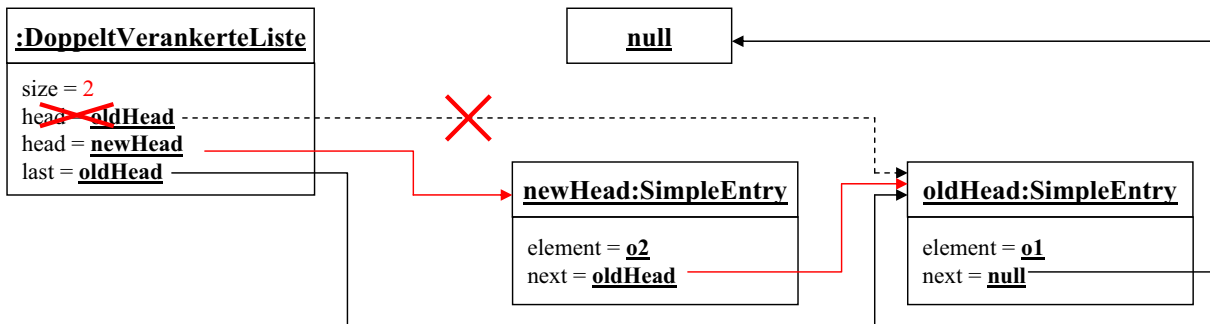 :DoppeltVerankerteListe
size = 2
head = oldHead
head = newHead
last = oldHead
null
newHead:SimpleEntry
element = o2
next = oldHead
oldHead:SimpleEntry
element = o1
next = null